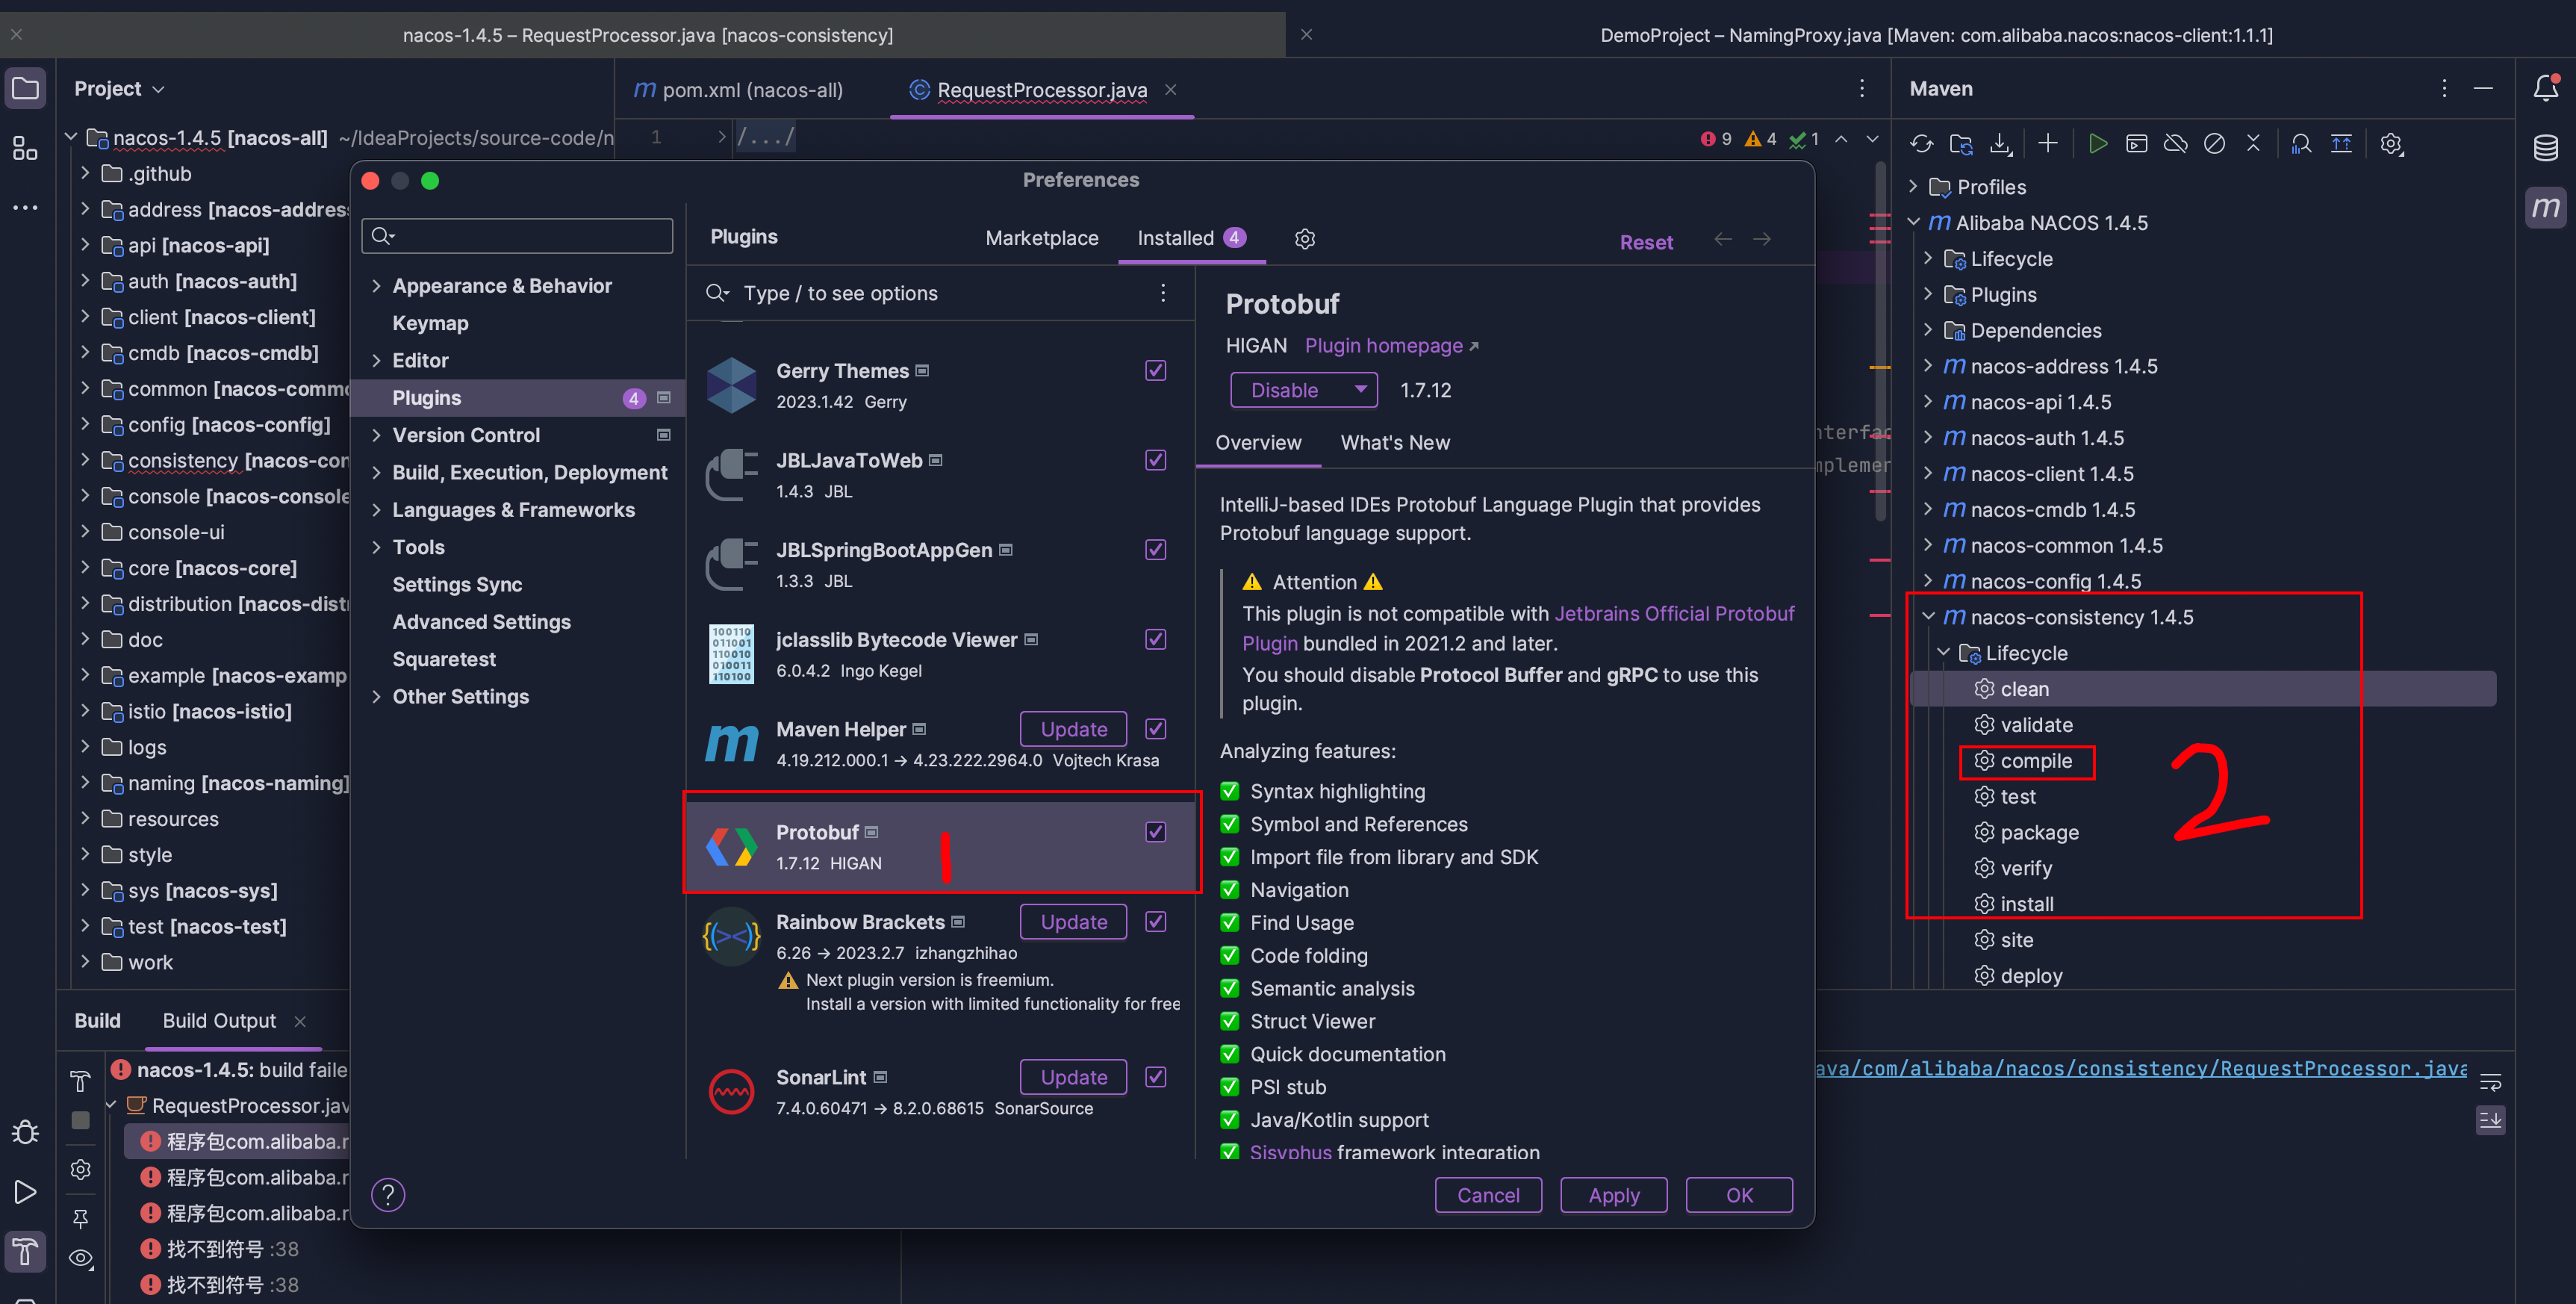 nacos-1.4.5 – RequestProcessor.java [nacos-consistency]
DemoProject – NamingProxy.java [Maven: com.alibaba.nacos:nacos-client:1.1.1]
Project
nacos-1.4.5 [nacos-all] ~/IdeaProjects/source-code/n
.github
address [nacos-addres
api [nacos-api]
auth [nacos-auth]
client [nacos-client]
cmdb [nacos-cmdb]
common [nacos-commo
config [nacos-config]
consistency [nacos-con
console [nacos-console
console-ui
core [nacos-core]
distribution [nacos-dist
doc
example [nacos-examp
istio [nacos-istio]
logs
naming [nacos-naming]
resources
style
sys [nacos-sys]
test [nacos-test]
work
pom.xml (nacos-all)
RequestProcessor.java
1 /.../
9 4 1
nterfac
mplemen
Preferences
Appearance & Behavior
Keymap
Editor
Plugins 4
Version Control
Build, Execution, Deployment
Languages & Frameworks
Tools
Settings Sync
Advanced Settings
Squaretest
Other Settings
Plugins
Marketplace
Installed 4
Reset
Type / to see options
Gerry Themes
2023.1.42 Gerry
JBLJavaToWeb
1.4.3 JBL
JBLSpringBootAppGen
1.3.3 JBL
100110
011001
110010
010011
110100
jclasslib Bytecode Viewer
6.0.4.2 Ingo Kegel
m
Maven Helper Update
4.19.212.000.1 → 4.23.222.2964.0 Vojtech Krasa
Protobuf
1.7.12 HIGAN
1
Rainbow Brackets Update
6.26 → 2023.2.7 izhangzhihao
Next plugin version is freemium.
Install a version with limited functionality for free
SonarLint Update
7.4.0.60471 → 8.2.0.68615 SonarSource
Protobuf
HIGAN Plugin homepage ↗
Disable 1.7.12
Overview What's New
IntelliJ-based IDEs Protobuf Language Plugin that provides
Protobuf language support.
⚠️ Attention ⚠️
This plugin is not compatible with Jetbrains Official Protobuf
Plugin bundled in 2021.2 and later.
You should disable Protocol Buffer and gRPC to use this
plugin.
Analyzing features:
✅ Syntax highlighting
✅ Symbol and References
✅ Import file from library and SDK
✅ Navigation
✅ Find Usage
✅ Code folding
✅ Semantic analysis
✅ Struct Viewer
✅ Quick documentation
✅ PSI stub
✅ Java/Kotlin support
✅ Sisyphus framework integration
? Cancel Apply OK
Maven
Profiles
Alibaba NACOS 1.4.5
Lifecycle
Plugins
Dependencies
nacos-address 1.4.5
nacos-api 1.4.5
nacos-auth 1.4.5
nacos-client 1.4.5
nacos-cmdb 1.4.5
nacos-common 1.4.5
nacos-config 1.4.5
nacos-consistency 1.4.5
Lifecycle
clean
validate
compile
test
package
verify
install
site
deploy
2
Build Build Output
nacos-1.4.5: build faile
RequestProcessor.jav
程序包com.alibaba.r
程序包com.alibaba.r
程序包com.alibaba.r
找不到符号 :38
找不到符号 :38
ava/com/alibaba/nacos/consistency/RequestProcessor.java